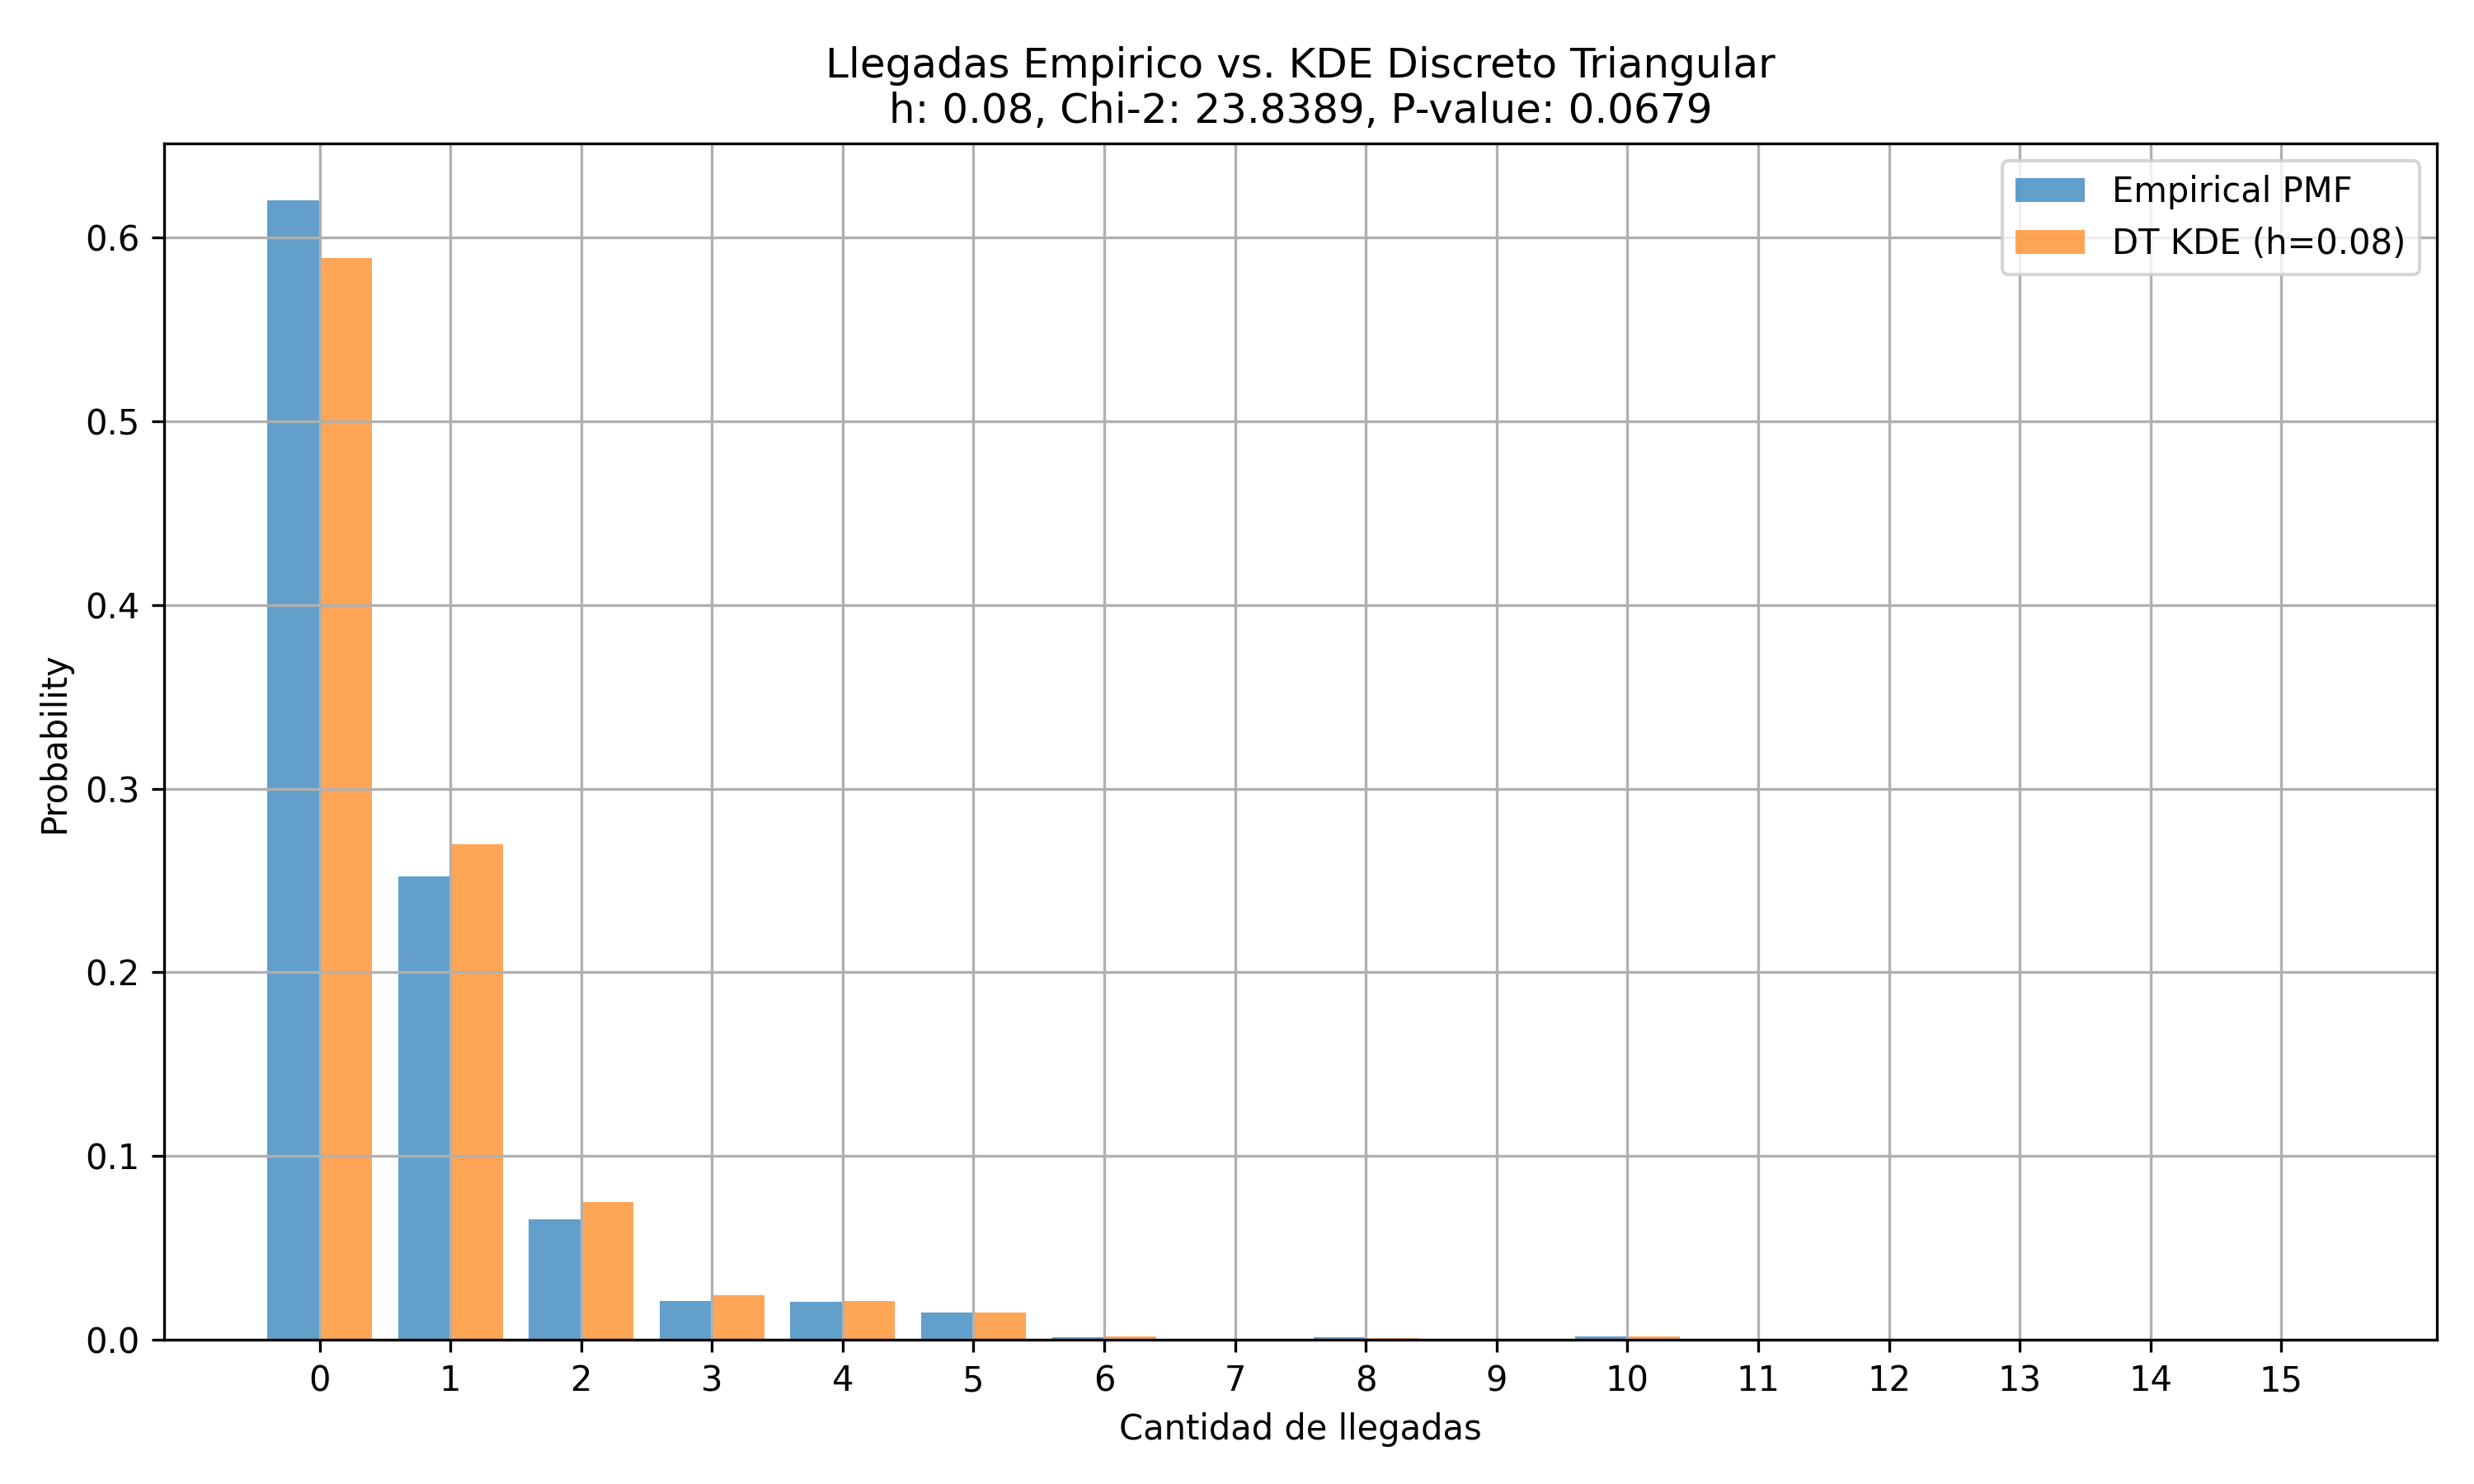 Llegadas Empirico vs. KDE Discreto Triangular
h: 0.08, Chi-2: 23.8389, P-value: 0.0679
Empirical PMF
DT KDE (h=0.08)
0.6
0.5
0.4
0.3
0.2
0.1
0.0
Probability
0 1 2 3 4 5 6 7 8 9 10 11 12 13 14 15
Cantidad de llegadas